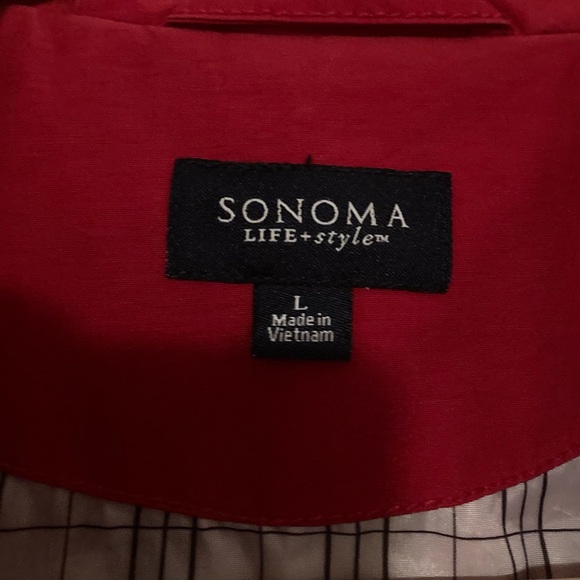 SONOMA
LIFE+style™
L
Made in
Vietnam